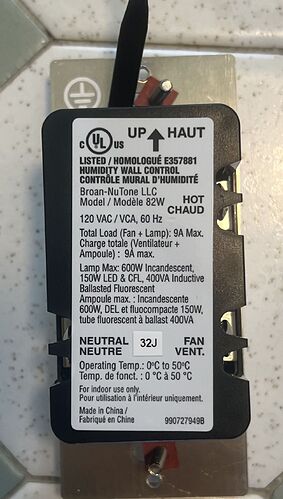 c UL US UP HAUT
LISTED / HOMOLOGUÉ E357881
HUMIDITY WALL CONTROL
CONTRÔLE MURAL D'HUMIDITÉ
Broan-NuTone LLC
Model / Modèle 82W
HOT
CHAUD
120 VAC / VCA, 60 Hz
Total Load (Fan + Lamp): 9A Max.
Charge totale (Ventilateur +
Ampoule) : 9A max.
Lamp Max: 600W Incandescent,
150W LED & CFL, 400VA Inductive
Ballasted Fluorescent
Ampoule max. : Incandescente
600W, DEL et fluocompacte 150W,
tube fluorescent à ballast 400VA
NEUTRAL 32J FAN
NEUTRE VENT.
Operating Temp.: 0ºC to 50ºC
Temp. de fonct. : 0 °C à 50 °C
For indoor use only.
Pour utilisation à l'intérieur uniquement.
Made in China /
Fabriqué en Chine
990727949B